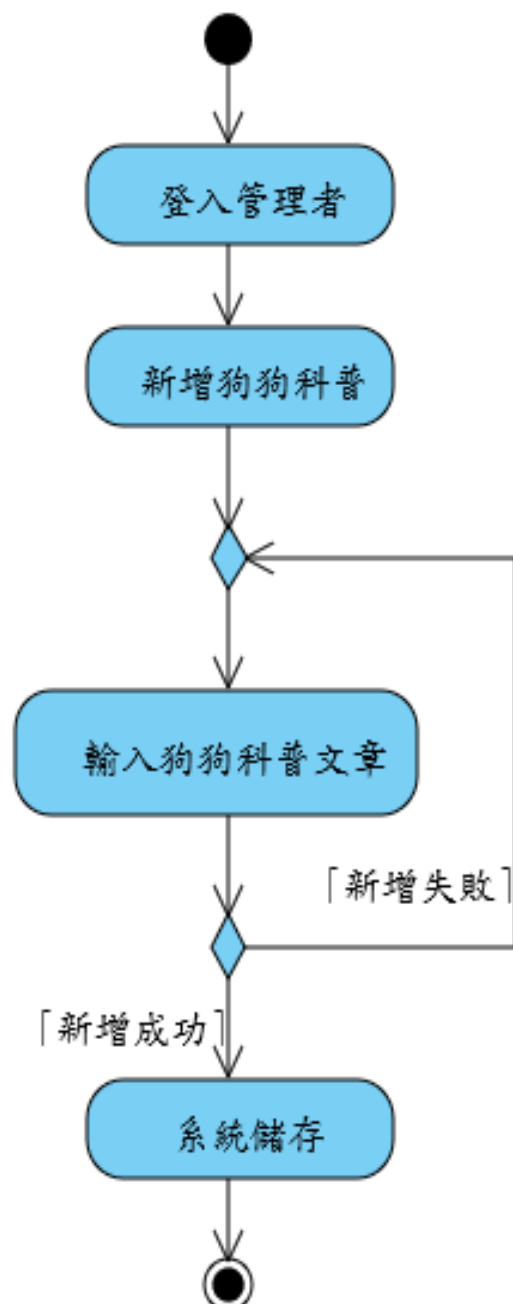 登入管理者
新增狗狗科普
輸入狗狗科普文章
「新增失敗」
「新增成功」
系統儲存